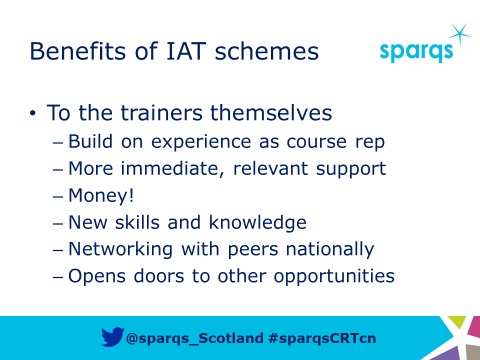 Benefits of IAT schemes
sparqs
• To the trainers themselves
– Build on experience as course rep
– More immediate, relevant support
– Money!
– New skills and knowledge
– Networking with peers nationally
– Opens doors to other opportunities
@sparqs_Scotland #sparqsCRTcn